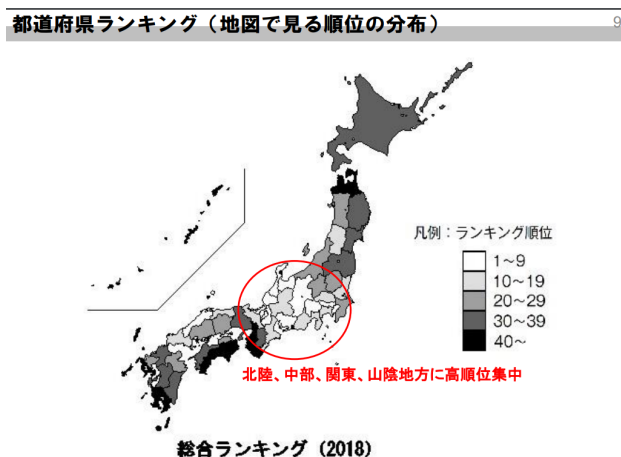 都道府県ランキング（地図で見る順位の分布）
9
凡例：ランキング順位
1～9
10～19
20～29
30～39
40～
北陸、中部、関東、山陰地方に高順位集中
総合ランキング（2018）